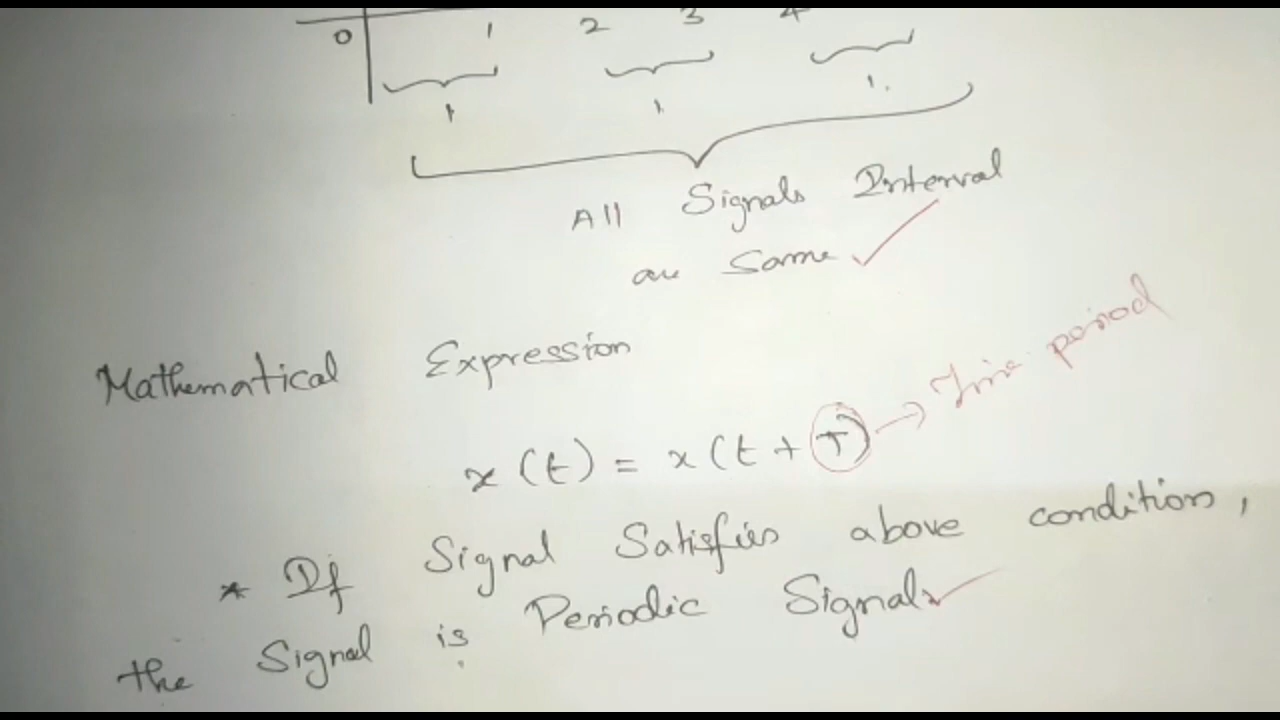 0 1 2 3 4
1 1 1.
All Signals Interval
are Same ✓
Mathematical Expression
x(t) = x(t + T) → Time period
* If Signal Satisfies above condition,
the Signal is Periodic Signal. ✓